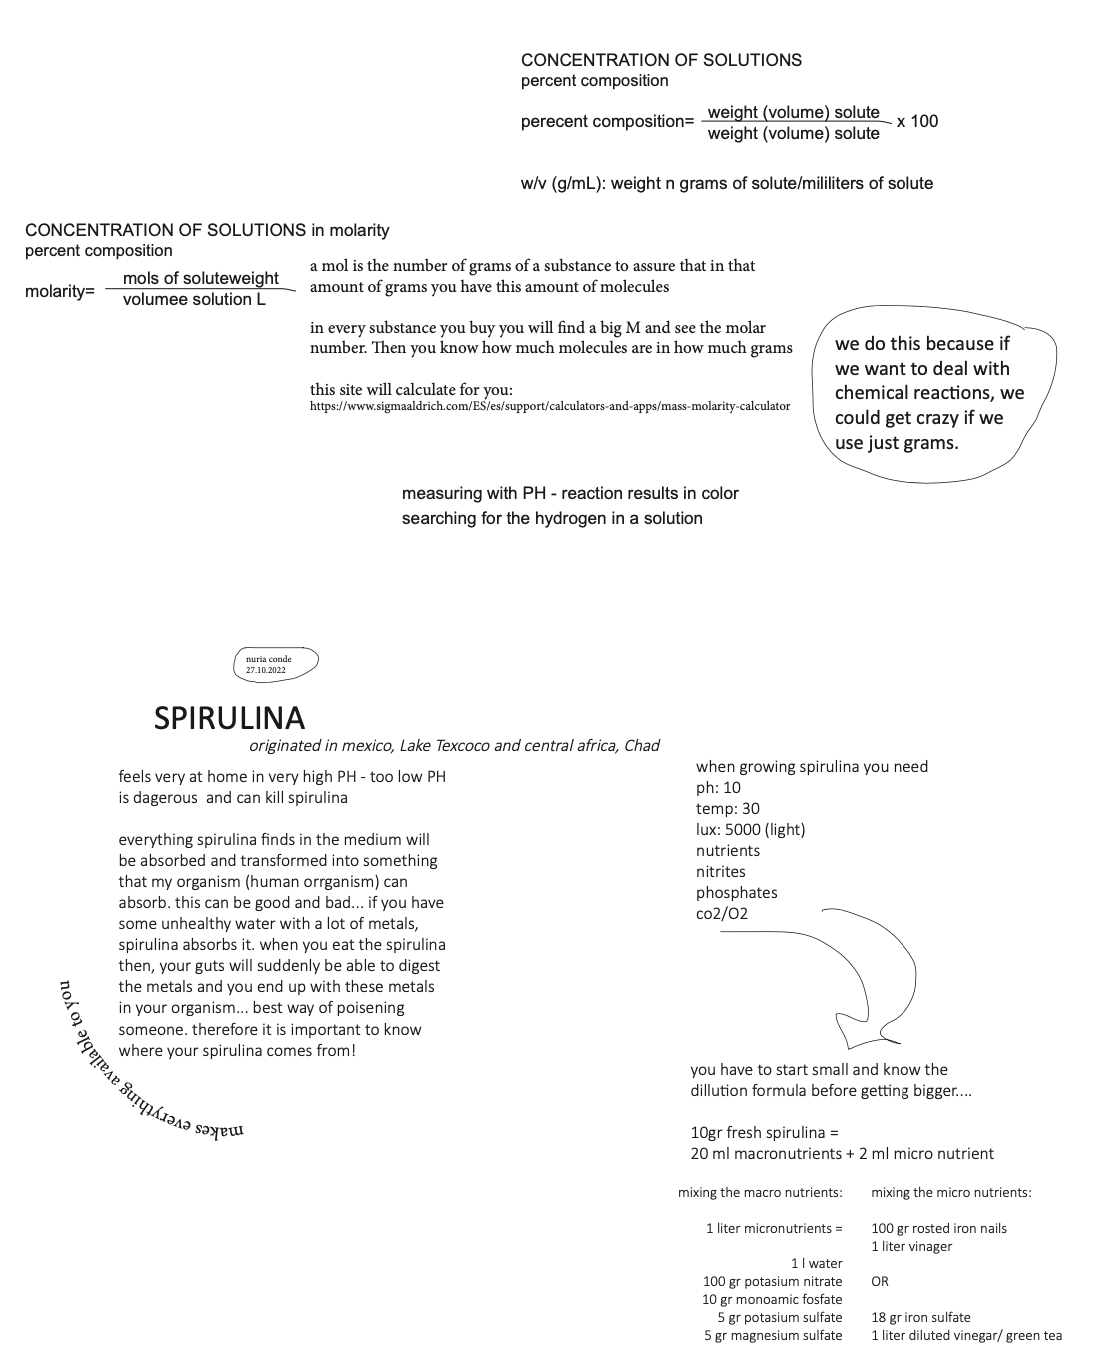 CONCENTRATION OF SOLUTIONS
percent composition
perecent composition= weight (volume) solute x 100
weight (volume) solute
w/v (g/mL): weight n grams of solute/mililiters of solute
CONCENTRATION OF SOLUTIONS in molarity
percent composition
molarity= mols of soluteweight
volumee solution L
a mol is the number of grams of a substance to assure that in that
amount of grams you have this amount of molecules
in every substance you buy you will find a big M and see the molar
number. Then you know how much molecules are in how much grams
this site will calculate for you:
https://www.sigmaaldrich.com/ES/es/support/calculators-and-apps/mass-molarity-calculator
we do this because if
we want to deal with
chemical reactions, we
could get crazy if we
use just grams.
measuring with PH - reaction results in color
searching for the hydrogen in a solution
nuria conde
27.10.2022
SPIRULINA
originated in mexico, Lake Texcoco and central africa, Chad
feels very at home in very high PH - too low PH
is dagerous and can kill spirulina
everything spirulina finds in the medium will
be absorbed and transformed into something
that my organism (human orrganism) can
absorb. this can be good and bad... if you have
some unhealthy water with a lot of metals,
spirulina absorbs it. when you eat the spirulina
then, your guts will suddenly be able to digest
the metals and you end up with these metals
in your organism... best way of poisening
someone. therefore it is important to know
where your spirulina comes from!
makes everything available to you
when growing spirulina you need
ph: 10
temp: 30
lux: 5000 (light)
nutrients
nitrites
phosphates
co2/O2
you have to start small and know the
dillution formula before getting bigger....
10gr fresh spirulina =
20 ml macronutrients + 2 ml micro nutrient
mixing the macro nutrients:
1 liter micronutrients =
1 l water
100 gr potasium nitrate
10 gr monoamic fosfate
5 gr potasium sulfate
5 gr magnesium sulfate
mixing the micro nutrients:
100 gr rosted iron nails
1 liter vinager
OR
18 gr iron sulfate
1 liter diluted vinegar/ green tea